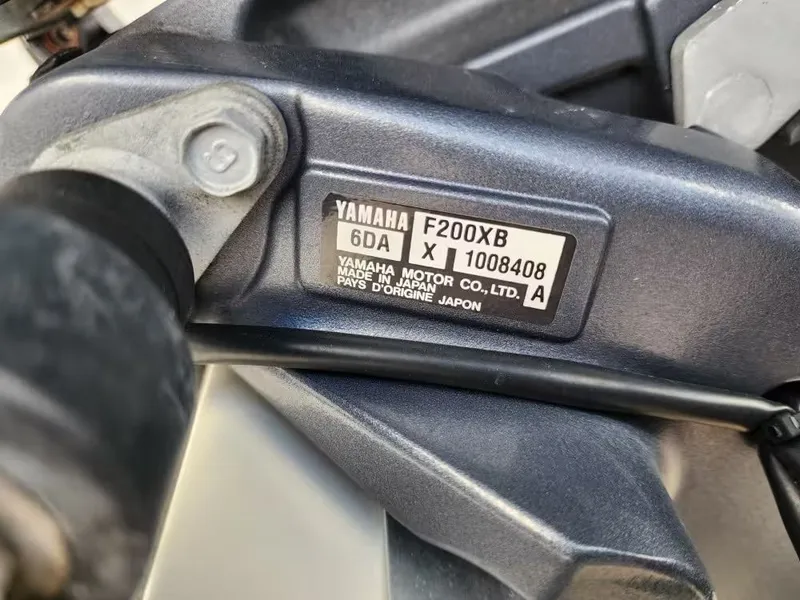 YAMAHA F200XB
6DA X 1008408
YAMAHA MOTOR CO., LTD. A
MADE IN JAPAN
PAYS D'ORIGINE JAPON